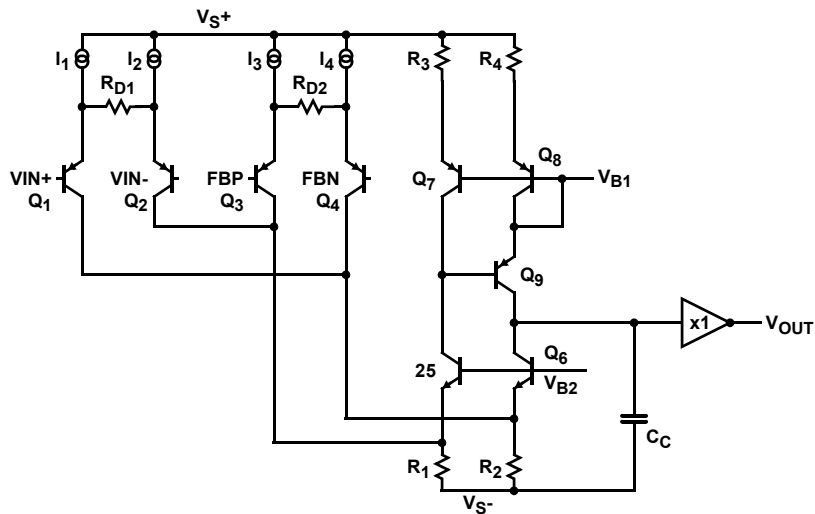 VS+
I1
I2
I3
I4
R3
R4
RD1
RD2
VIN+
Q1
VIN-
Q2
FBP
Q3
FBN
Q4
Q7
Q8
VB1
Q9
x1
VOUT
25
Q6
VB2
CC
R1
R2
VS-